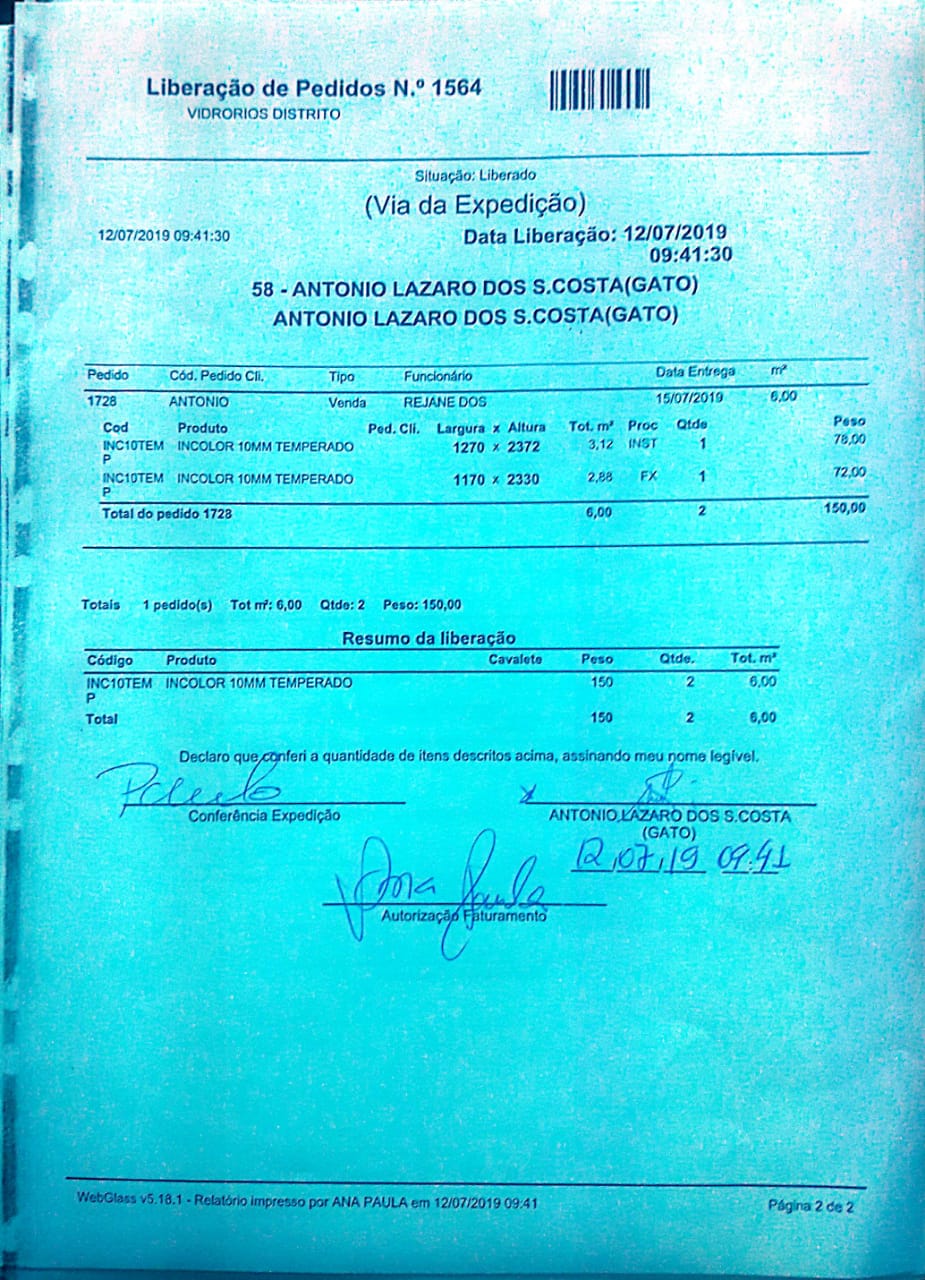 Liberação de Pedidos N.º 1564
VIDRORIOS DISTRITO
Situação: Liberado
(Via da Expedição)
12/07/2019 09:41:30 Data Liberação: 12/07/2019
09:41:30
58 - ANTONIO LAZARO DOS S.COSTA(GATO)
ANTONIO LAZARO DOS S.COSTA(GATO)
Pedido Cód. Pedido Cli. Tipo Funcionário Data Entrega m²
1728 ANTONIO Venda REJANE DOS 15/07/2019 6,00
Cod Produto Ped. Cli. Largura x Altura Tot. m² Proc Qtde Peso
INC10TEM INCOLOR 10MM TEMPERADO 1270 x 2372 3,12 INST 1 78,00
P
INC10TEM INCOLOR 10MM TEMPERADO 1170 x 2330 2,88 FX 1 72,00
P
Total do pedido 1728 6,00 2 150,00
Totais 1 pedido(s) Tot m²: 6,00 Qtde: 2 Peso: 150,00
Resumo da liberação
Código Produto Cavalete Peso Qtde. Tot. m²
INC10TEM INCOLOR 10MM TEMPERADO 150 2 6,00
P
Total 150 2 6,00
Declaro que conferi a quantidade de itens descritos acima, assinando meu nome legível.
x
Conferência Expedição ANTONIO LAZARO DOS S.COSTA
(GATO)
12,07,19 09:41
Ana Paula
Autorização Faturamento
WebGlass v5.18.1 - Relatório impresso por ANA PAULA em 12/07/2019 09:41 Página 2 de 2